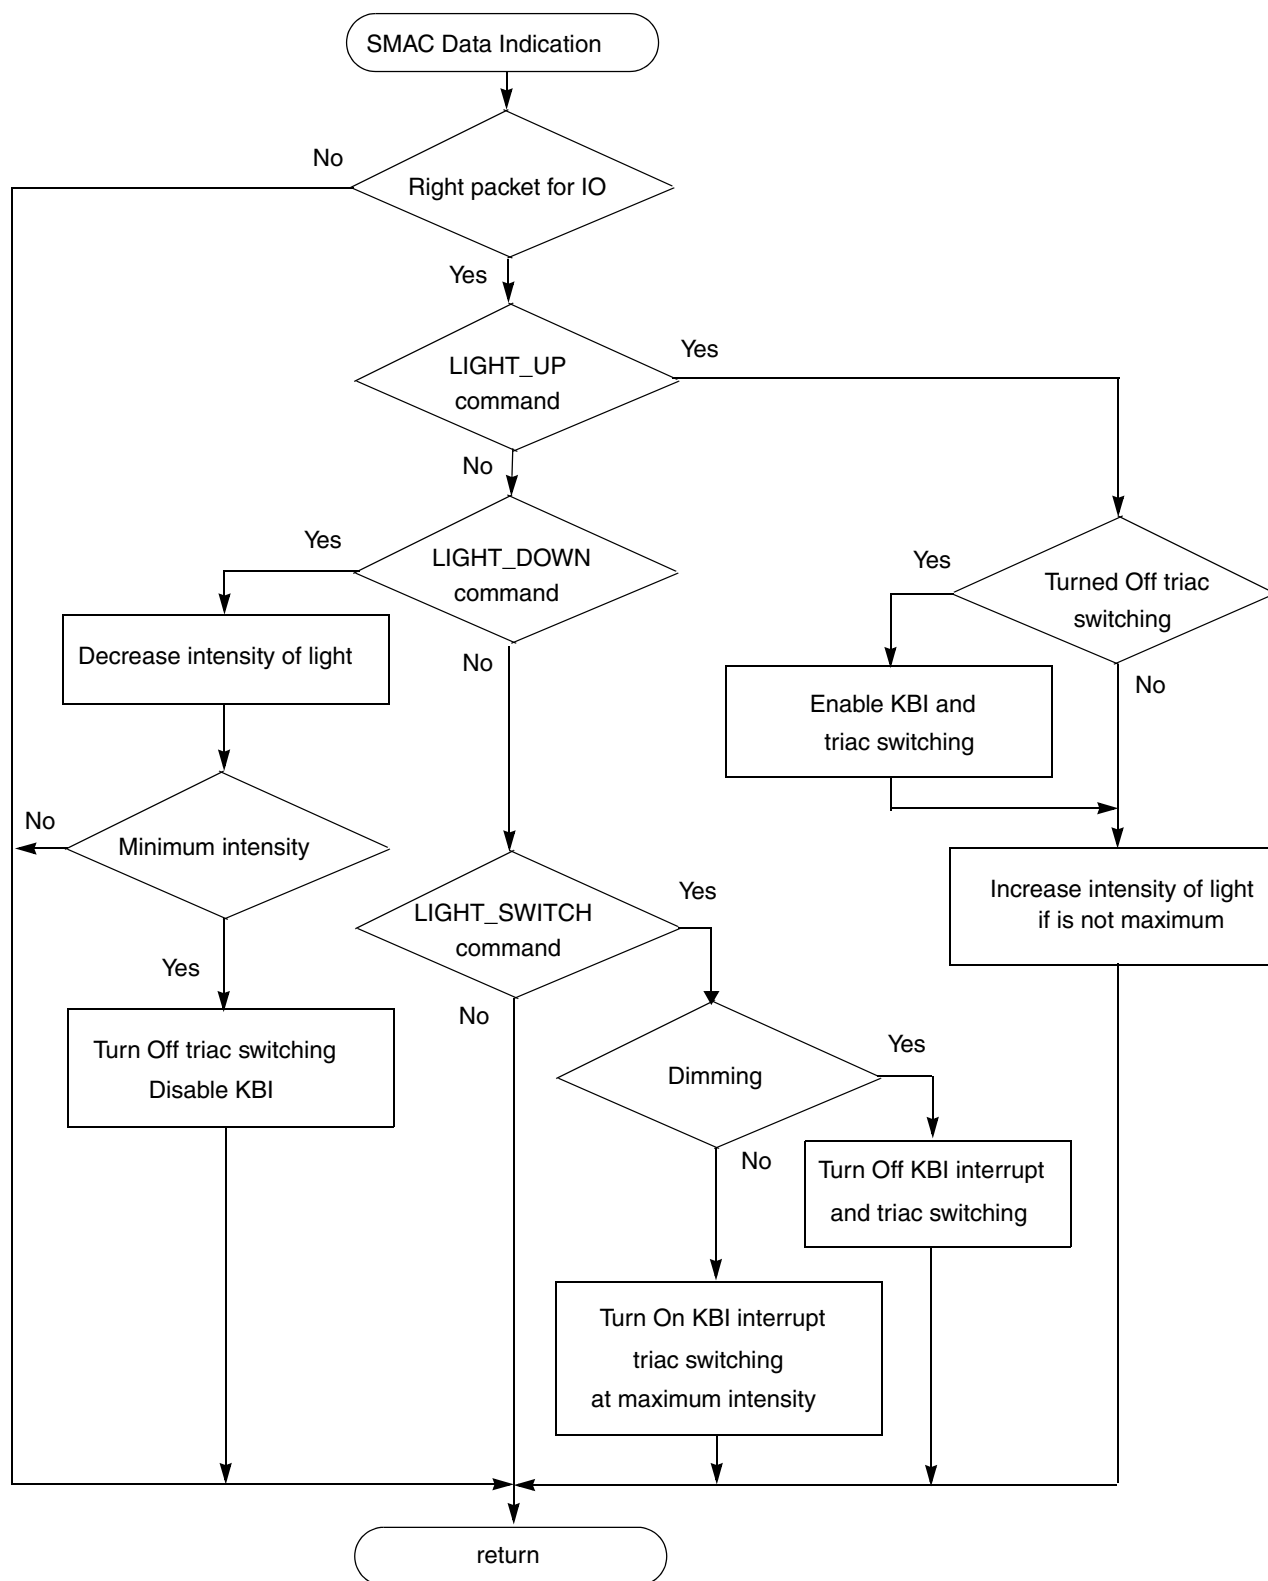 SMAC Data Indication
No
Right packet for IO
Yes
LIGHT_UP
command
Yes
No
Yes
LIGHT_DOWN
command
Yes
Turned Off triac
switching
Decrease intensity of light
No
No
Enable KBI and
triac switching
No
Minimum intensity
LIGHT_SWITCH
command
Yes
Increase intensity of light
if is not maximum
Yes
No
Turn Off triac switching
Disable KBI
Dimming
Yes
No
Turn Off KBI interrupt
and triac switching
Turn On KBI interrupt
triac switching
at maximum intensity
return